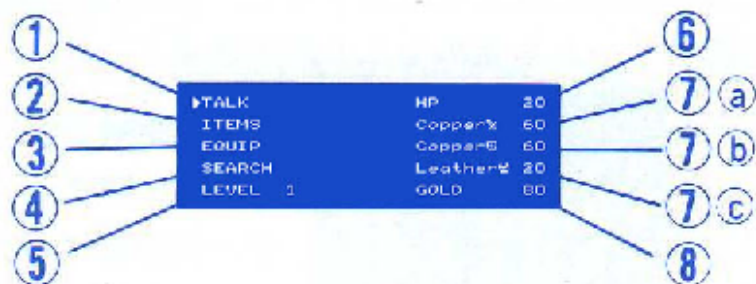 ① TALK HP 20 ⑥
② ITEMS Copper 60 ⑦ ⓐ
③ EQUIP Copper 60 ⑦ ⓑ
④ SEARCH Leather 20 ⑦ ⓒ
⑤ LEVEL 1 GOLD 80 ⑧